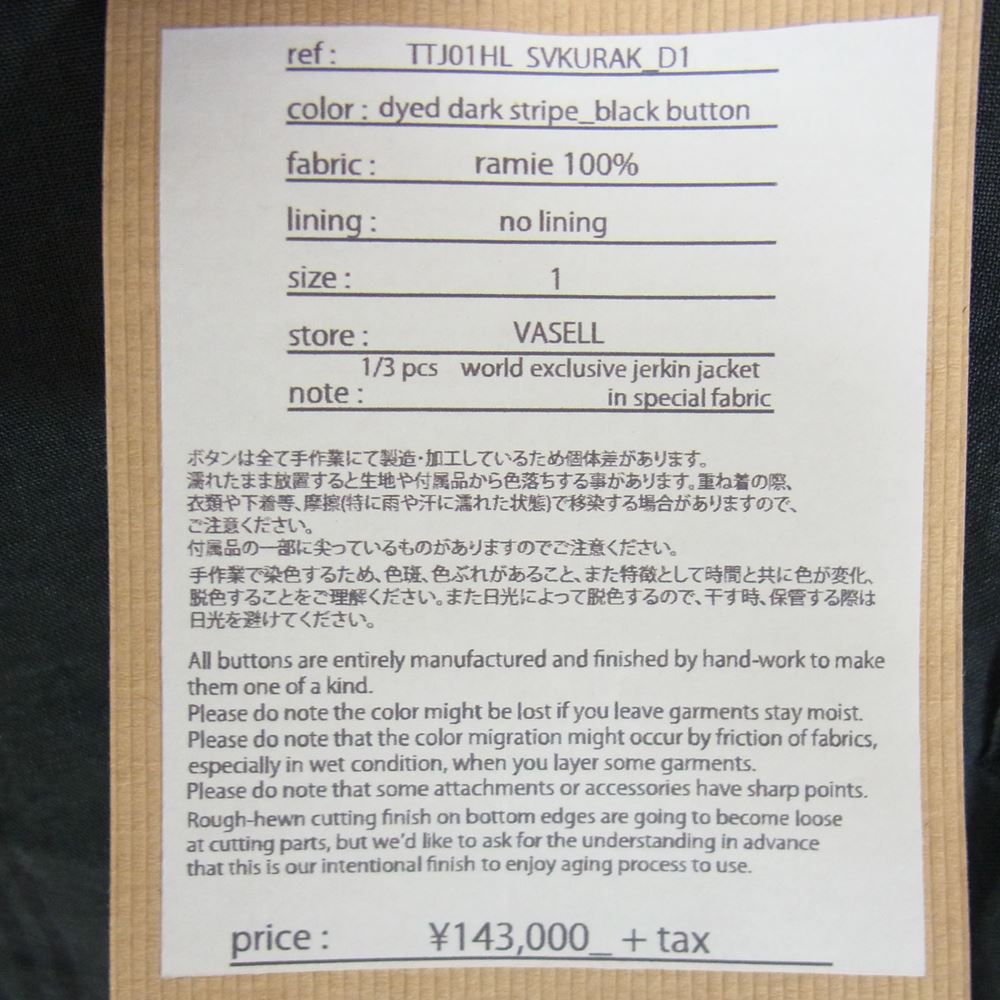 ref : TTJ01HL SVKURAK_D1
color : dyed dark stripe_black button
fabric : ramie 100%
lining : no lining
size : 1
store : VASELL
1/3 pcs world exclusive jerkin jacket
note : in special fabric
ボタンは全て手作業にて製造・加工しているため個体差があります。
濡れたまま放置すると生地や付属品から色落ちする事があります。重ね着の際、
衣類や下着等、摩擦(特に雨や汗に濡れた状態)で移染する場合がありますので、
ご注意ください。
付属品の一部に尖っているものがありますのでご注意ください。
手作業で染色するため、色斑、色ぶれがあること、また特徴として時間と共に色が変化、
脱色することをご理解ください。また日光によって脱色するので、干す時、保管する際は
日光を避けてください。
All buttons are entirely manufactured and finished by hand-work to make
them one of a kind.
Please do note the color might be lost if you leave garments stay moist.
Please do note that the color migration might occur by friction of fabrics,
especially in wet condition, when you layer some garments.
Please do note that some attachments or accessories have sharp points.
Rough-hewn cutting finish on bottom edges are going to become loose
at cutting parts, but we'd like to ask for the understanding in advance
that this is our intentional finish to enjoy aging process to use.
price : ¥143,000_ + tax